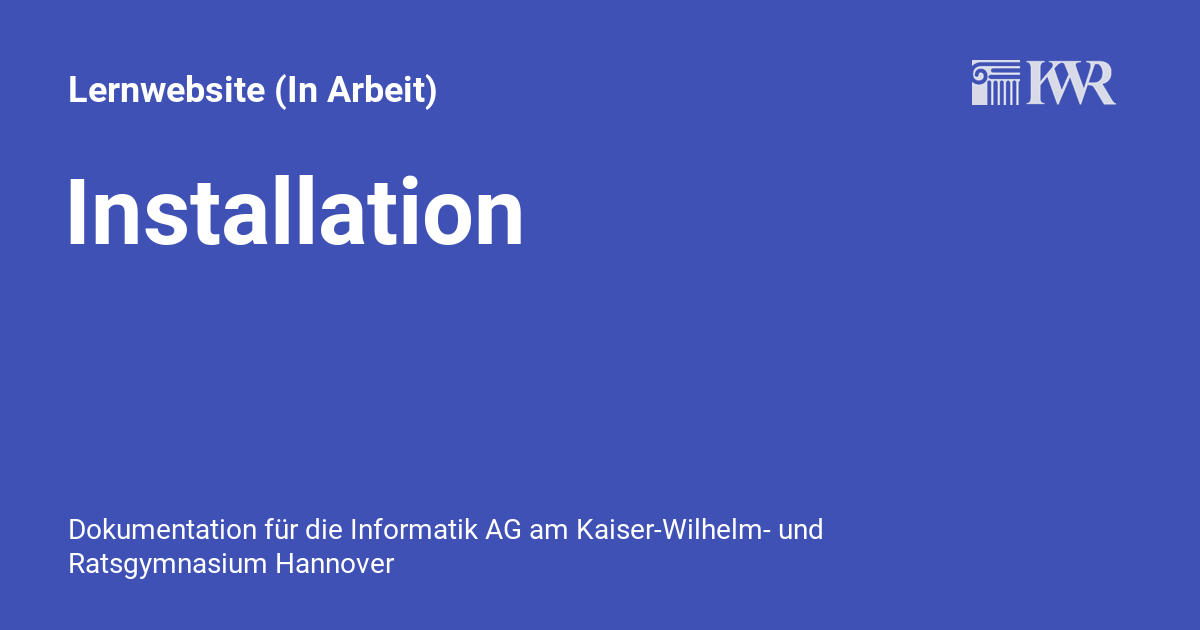 Lernwebsite (In Arbeit)
KWR
Installation
Dokumentation für die Informatik AG am Kaiser-Wilhelm- und
Ratsgymnasium Hannover